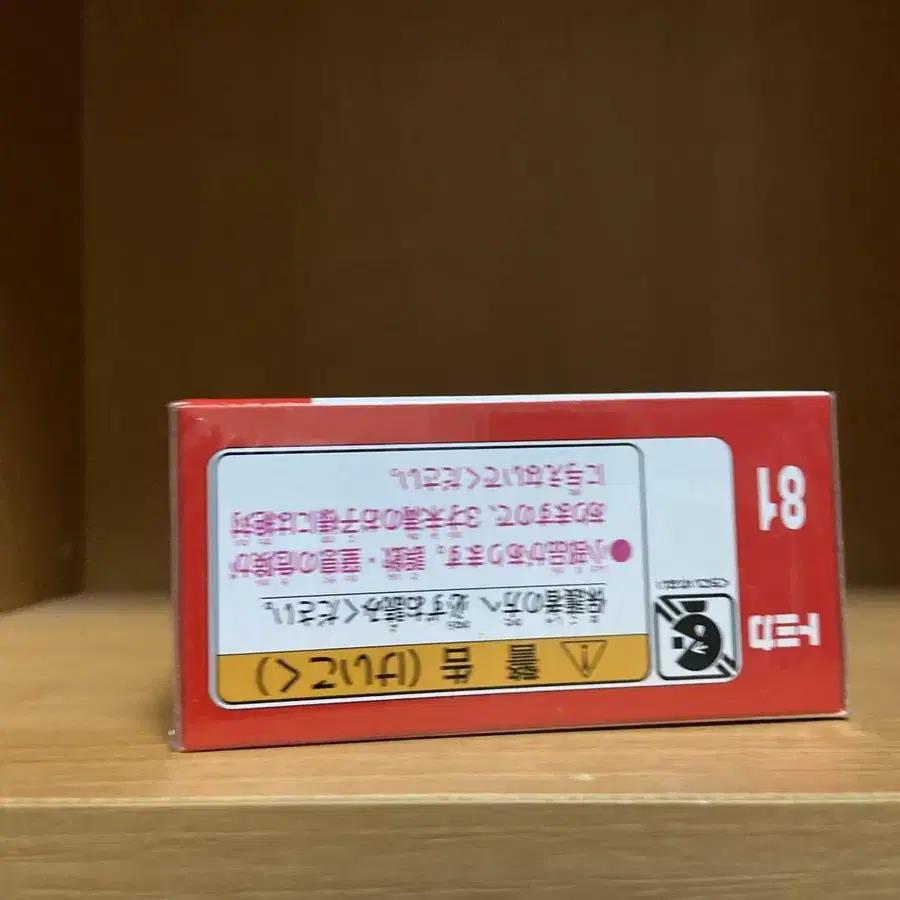 トミカ
81
警告(けいこく)
保護者の方へ 必ずお読みください。
●小部品があります。誤飲・窒息の危険が
ありますので、3才未満のお子様には絶対
に与えないでください。